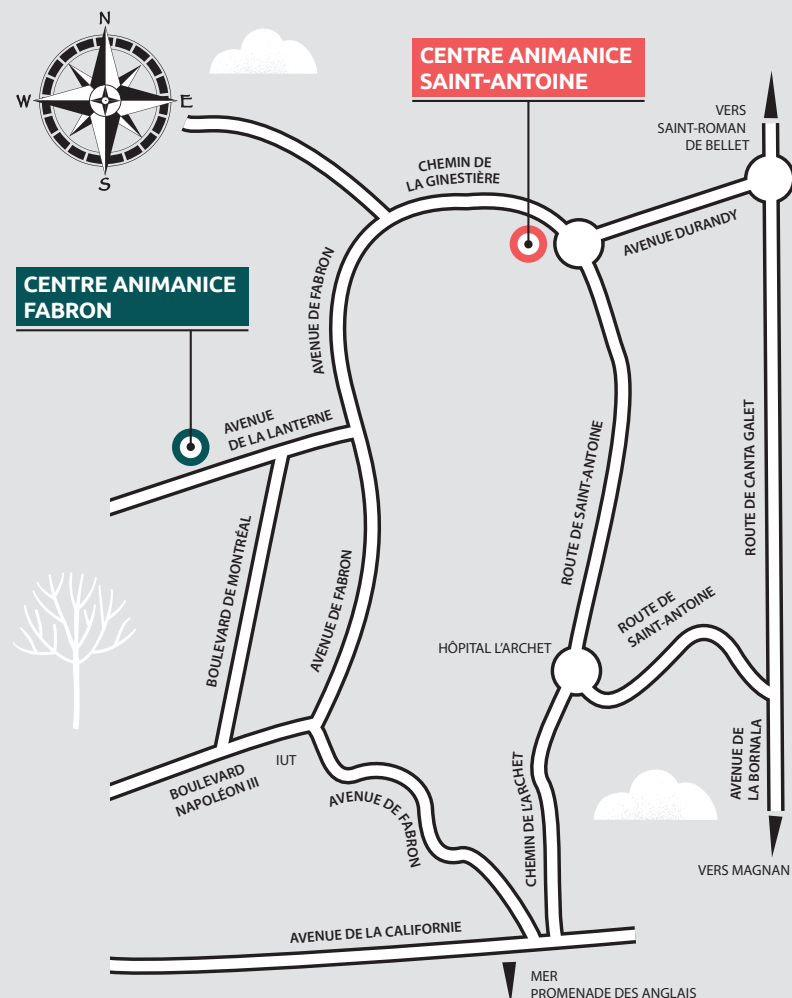 N
W
E
S
CENTRE ANIMANICE
SAINT-ANTOINE
VERS
SAINT-ROMAN
DE BELLET
CHEMIN DE
LA GINESTIÈRE
AVENUE DURANDY
CENTRE ANIMANICE
FABRON
AVENUE DE FABRON
AVENUE
DE LA LANTERNE
ROUTE DE SAINT-ANTOINE
ROUTE DE CANTA GALET
BOULEVARD DE MONTRÉAL
AVENUE DE FABRON
ROUTE DE
SAINT-ANTOINE
HÔPITAL L'ARCHET
IUT
BOULEVARD
NAPOLÉON III
AVENUE DE
FABRON
CHEMIN DE L'ARCHET
AVENUE DE
LA BORNALA
VERS MAGNAN
AVENUE DE LA CALIFORNIE
MER
PROMENADE DES ANGLAIS